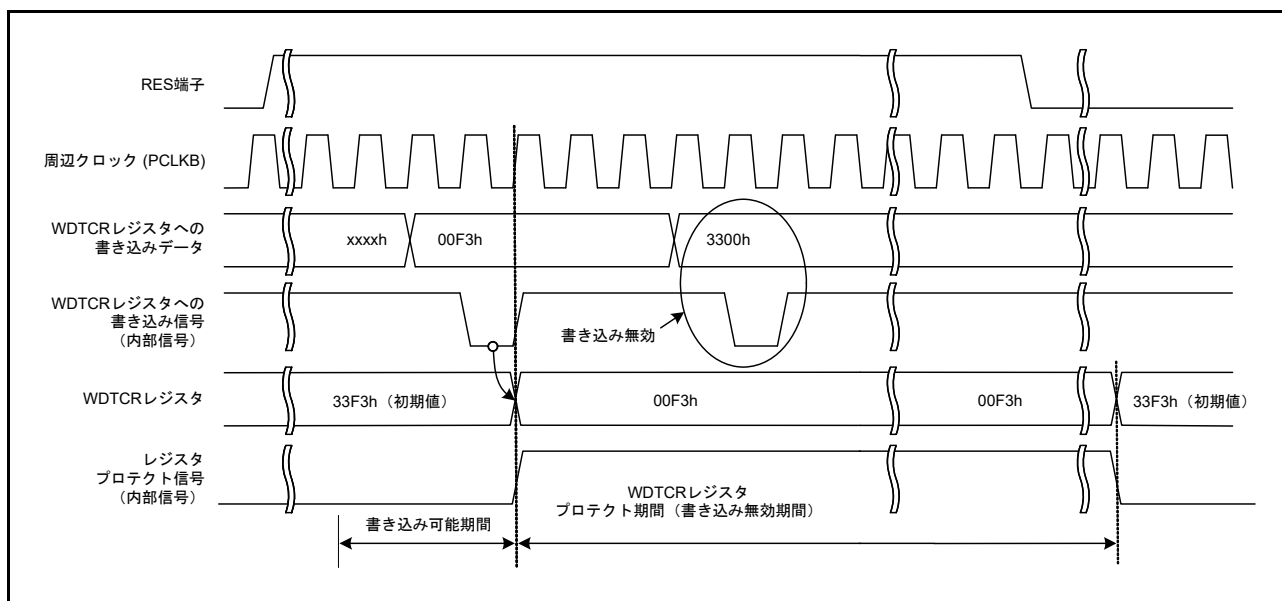 RES端子
周辺クロック (PCLKB)
WDTCRレジスタへの
書き込みデータ
xxxxh
00F3h
3300h
WDTCRレジスタへの
書き込み信号
（内部信号）
書き込み無効
WDTCRレジスタ
33F3h（初期値）
00F3h
00F3h
33F3h（初期値）
レジスタ
プロテクト信号
（内部信号）
WDTCRレジスタ
プロテクト期間（書き込み無効期間）
書き込み可能期間